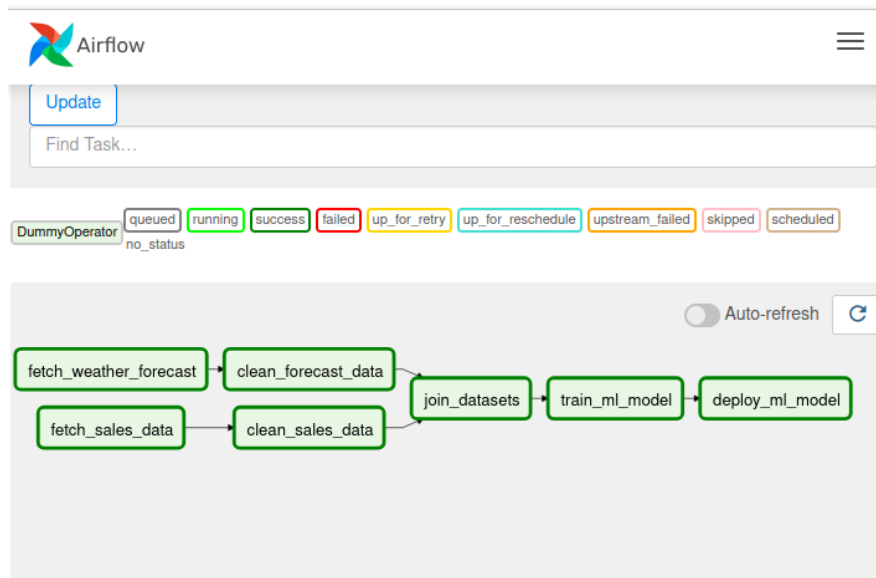 Airflow
Update
Find Task...
DummyOperator queued running success failed up_for_retry up_for_reschedule upstream_failed skipped scheduled
no_status
Auto-refresh
fetch_weather_forecast clean_forecast_data
join_datasets train_ml_model deploy_ml_model
fetch_sales_data clean_sales_data